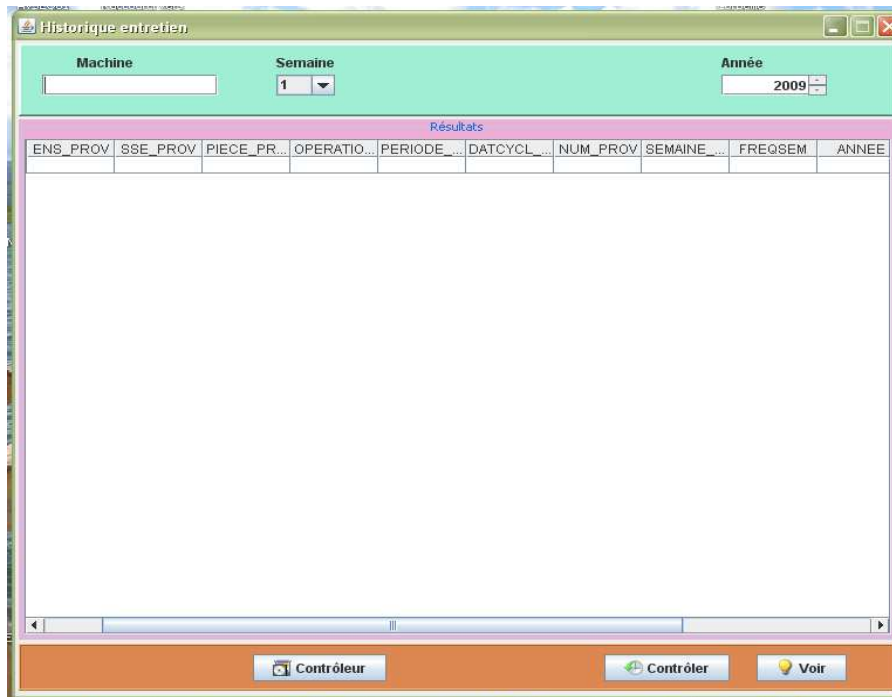 Historique entretien
Machine Semaine Année
1 2009
Résultats
ENS_PROV SSE_PROV PIECE_PR... OPERATIO... PERIODE_... DATCYCL_... NUM_PROV SEMAINE_... FREQSEM ANNEE
Contrôleur Contrôler Voir